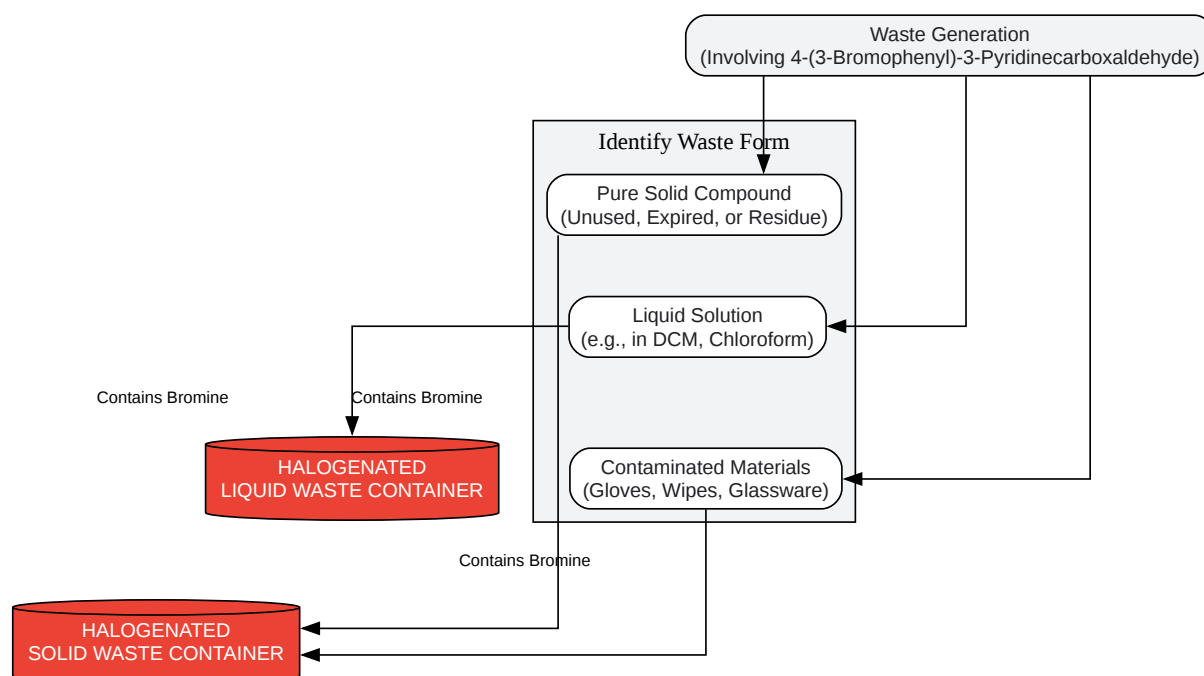 Waste Generation
(Involving 4-(3-Bromophenyl)-3-Pyridinecarboxaldehyde)
Identify Waste Form
Pure Solid Compound
(Unused, Expired, or Residue)
Liquid Solution
(e.g., in DCM, Chloroform)
Contains Bromine
Contains Bromine
HALOGENATED
LIQUID WASTE CONTAINER
Contaminated Materials
(Gloves, Wipes, Glassware)
Contains Bromine
HALOGENATED
SOLID WASTE CONTAINER